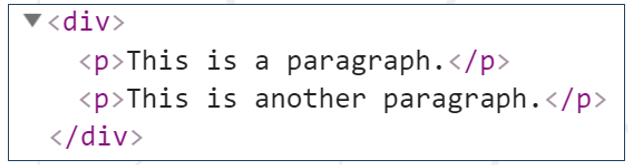 <div>
<p>This is a paragraph.</p>
<p>This is another paragraph.</p>
</div>